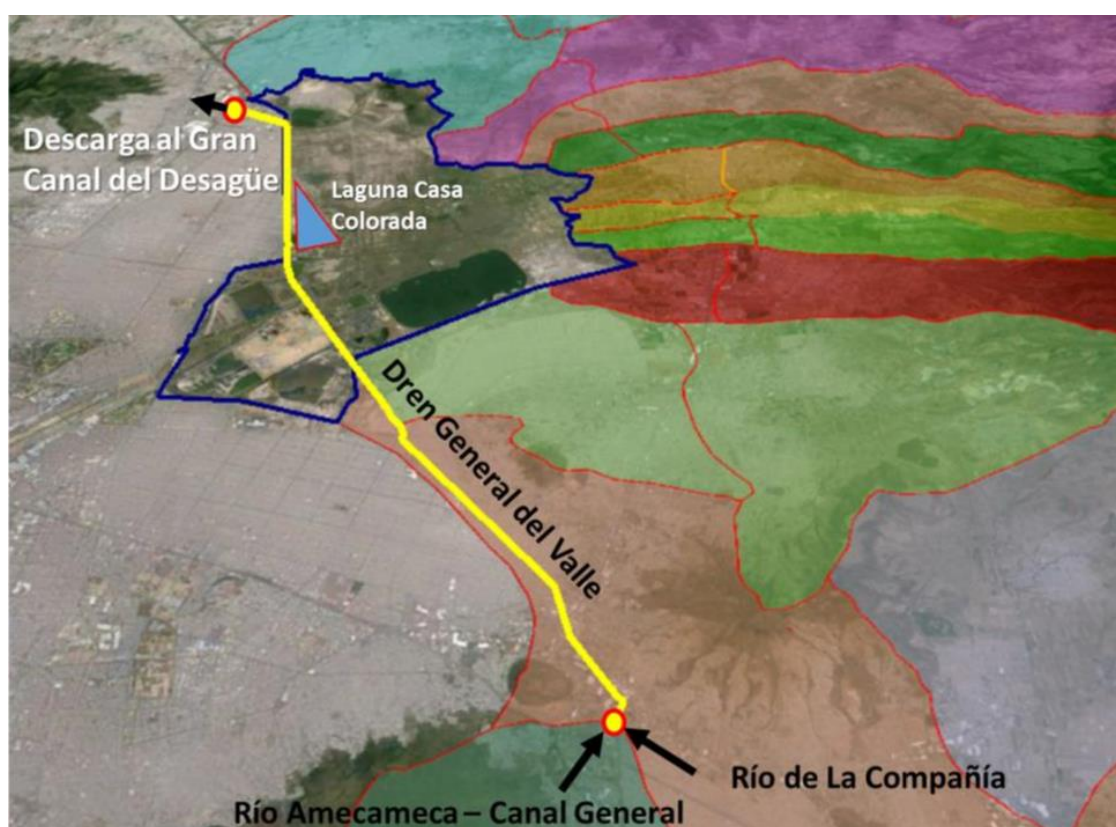 Descarga al Gran
Canal del Desagüe
Laguna Casa
Colorada
Dren General del Valle
Río de La Compañía
Río Amecameca – Canal General